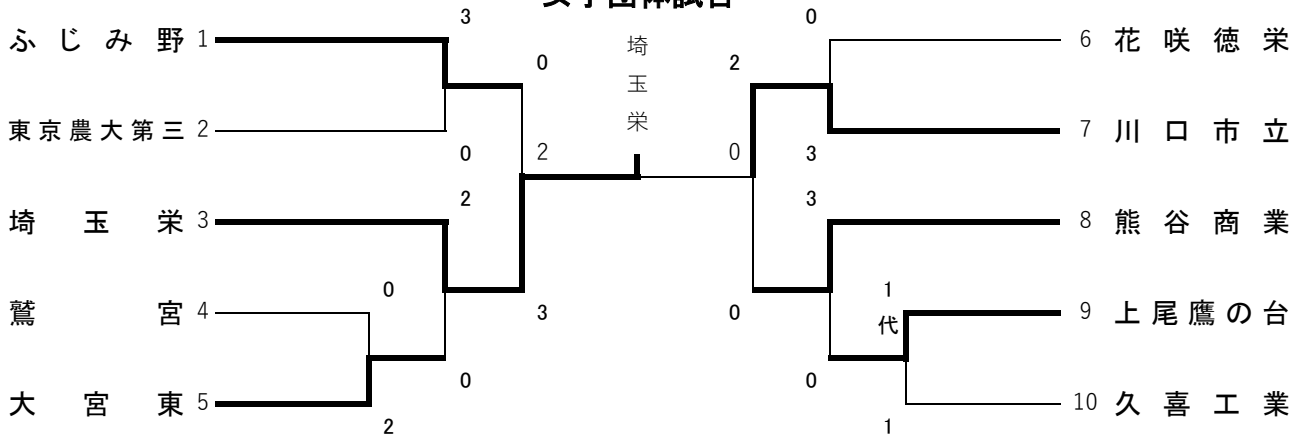 女子団体試合
3 0
ふじみ野 1
6 花咲徳栄
0 2
埼玉栄
東京農大第三 2
7 川口市立
0 2 0 3
2 3
埼玉栄 3
8 熊谷商業
0 1
鷲宮 4
3 0 代
9 上尾鷹の台
0 0
大宮東 5
10 久喜工業
2 1